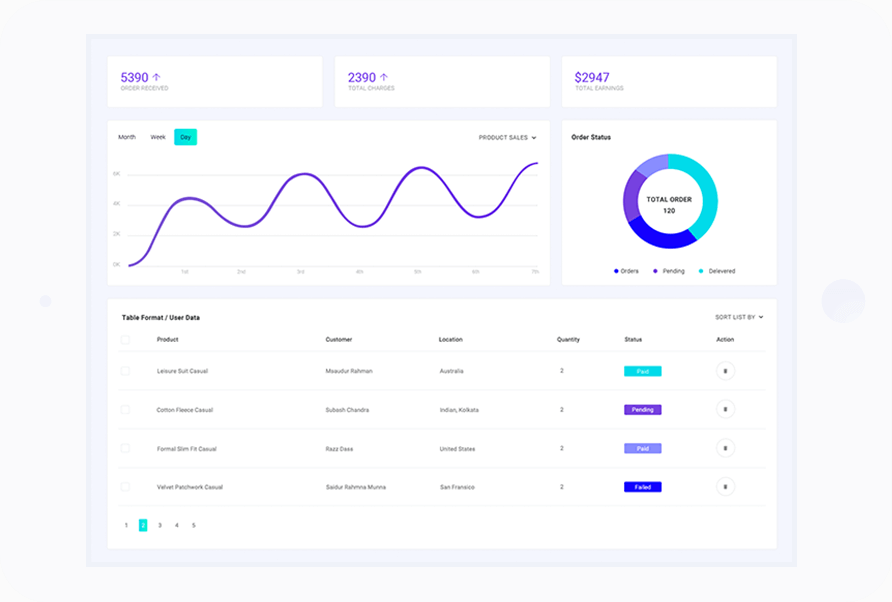 5390
ORDER RECEIVED
2390
TOTAL CHARGES
$2947
TOTAL EARNINGS
Month Week Day
PRODUCT SALES
6K
4K
2K
0K
1st 2nd 3rd 4th 5th 6th 7th
Order Status
TOTAL ORDER
120
Orders Pending Delevered
Table Format / User Data
SORT LIST BY
Product Customer Location Quantity Status Action
Leisure Suit Casual Masudur Rahman Australia 2 Paid
Cotton Fleece Casual Subash Chandra Indian, Kolkata 2 Pending
Formal Slim Fit Casual Razz Dass United States 2 Paid
Velvet Patchwork Casual Saidur Rahmna Munna San Fransico 2 Failed
1 2 3 4 5